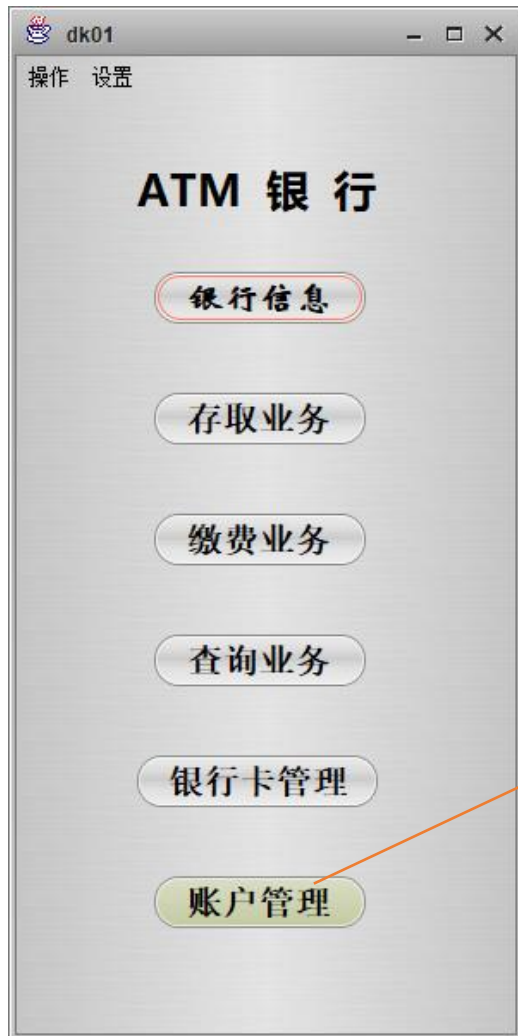 dk01
操作 设置
ATM 银 行
银行信息
存取业务
缴费业务
查询业务
银行卡管理
账户管理